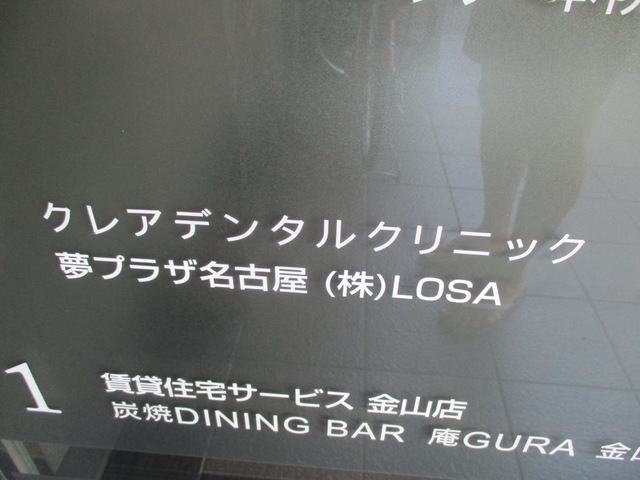 クレアデンタルクリニック
夢プラザ名古屋 (株)LOSA
1 賃貸住宅サービス 金山店
炭焼DINING BAR 庵GURA 金山